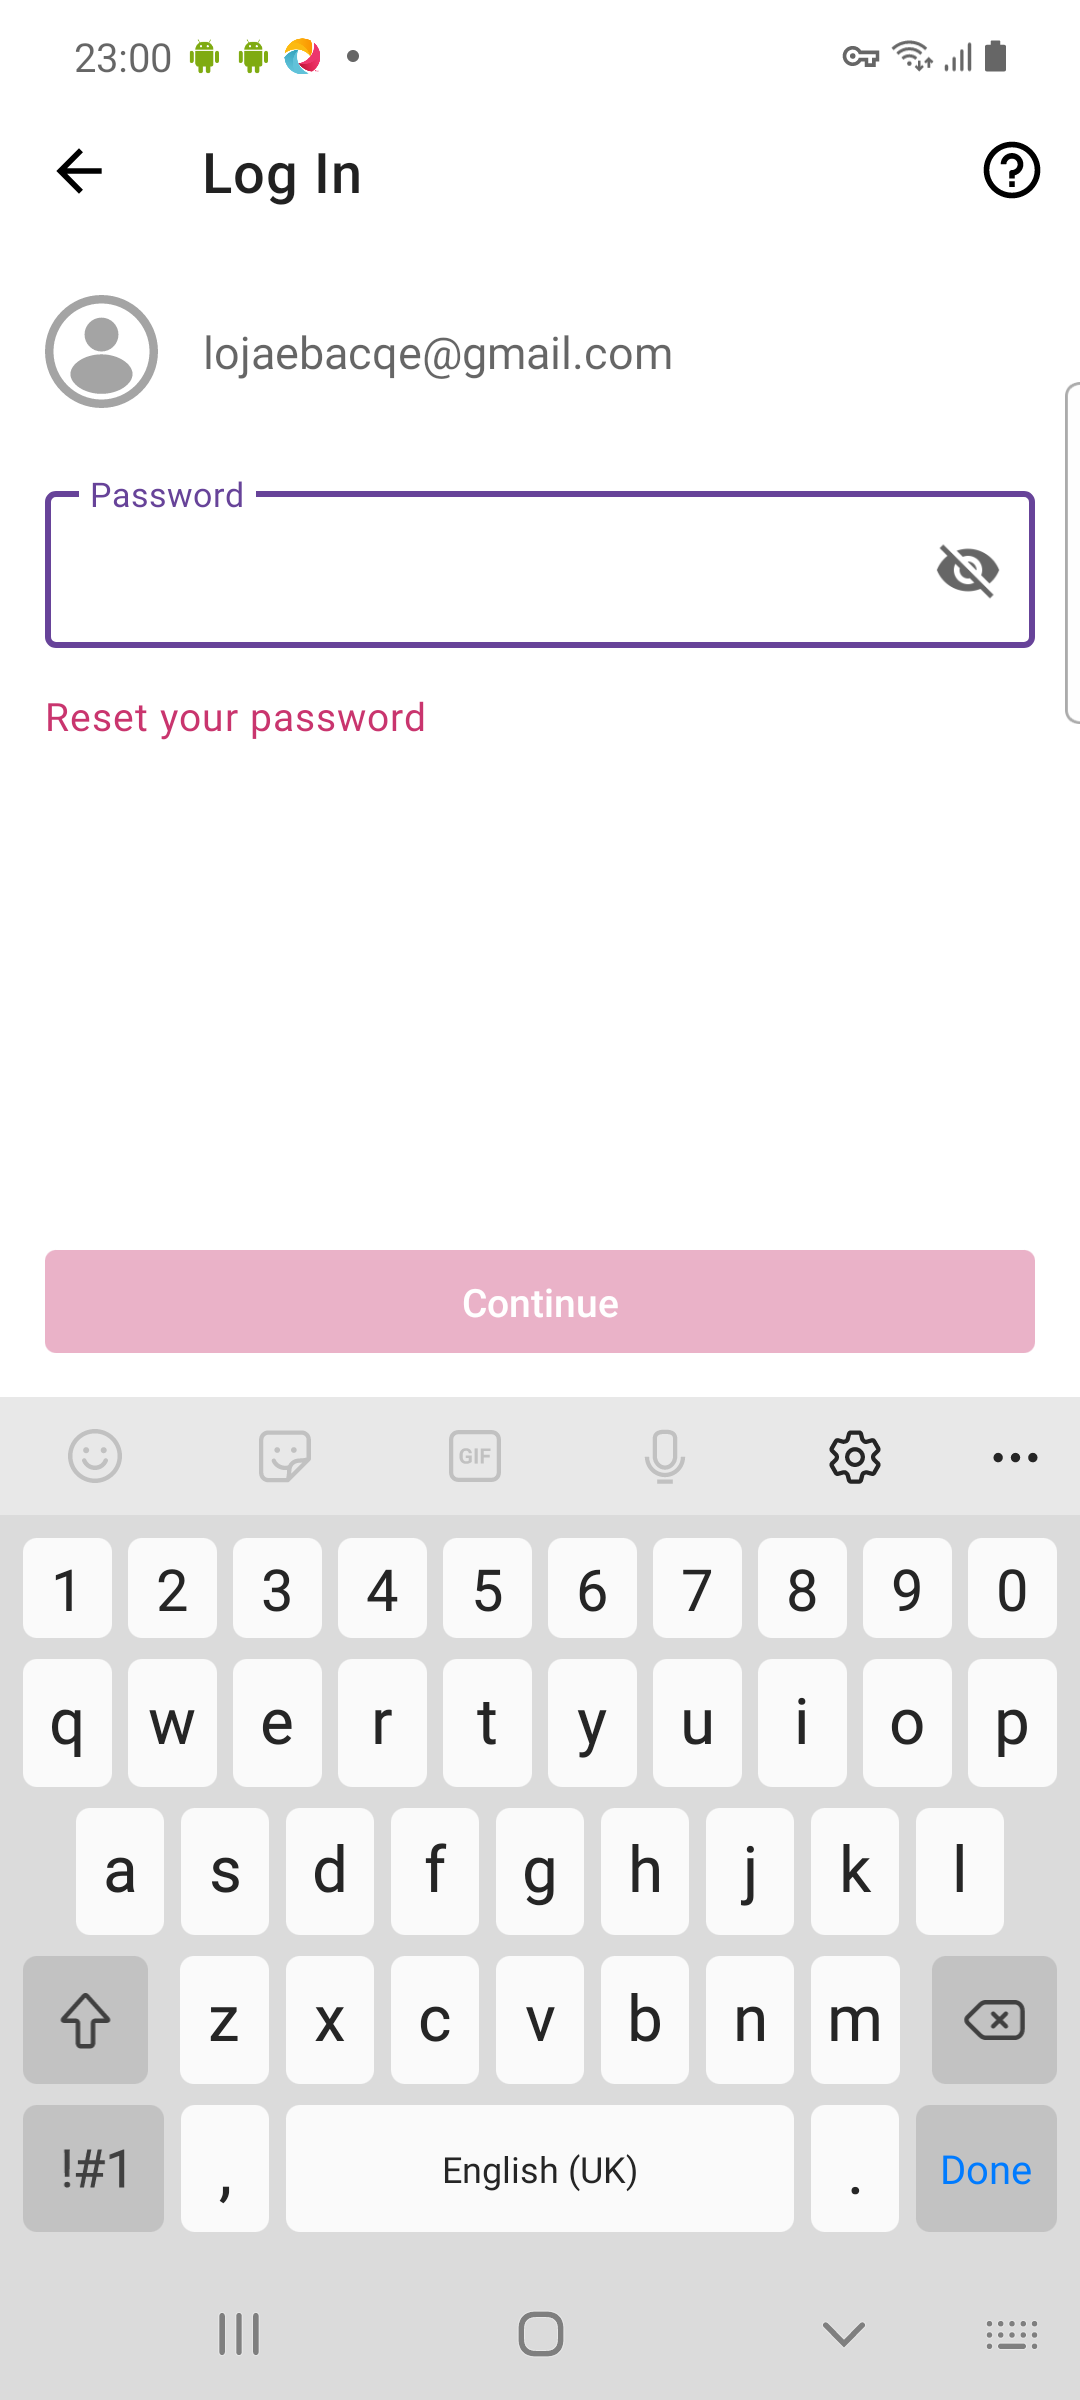 23:00
Log In
lojaebacqe@gmail.com
Password
Reset your password
Continue
GIF
1 2 3 4 5 6 7 8 9 0
q w e r t y u i o p
a s d f g h j k l
z x c v b n m
!#1 , English (UK) . Done